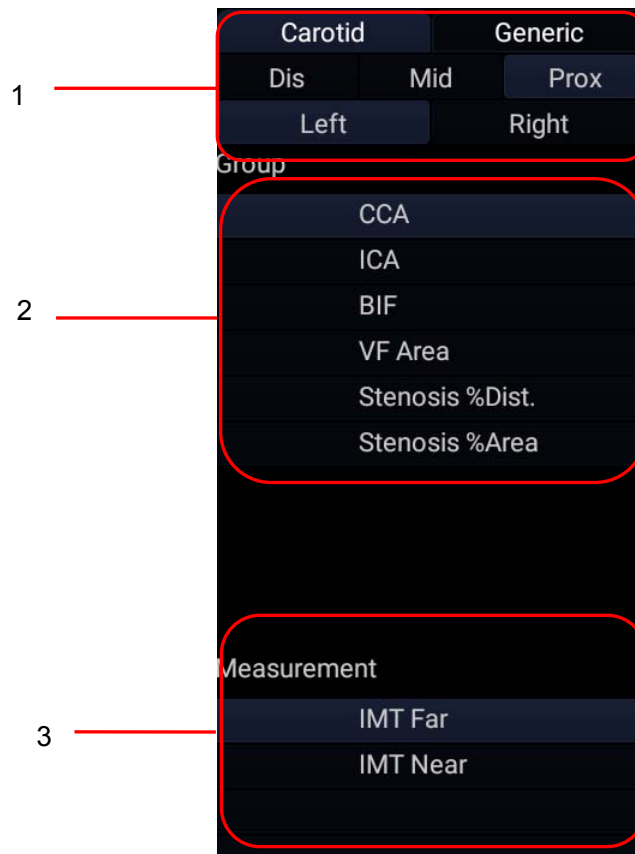 Carotid Generic
1
Dis Mid Prox
Left Right
Group
CCA
ICA
2
BIF
VF Area
Stenosis %Dist.
Stenosis %Area
Measurement
3
IMT Far
IMT Near